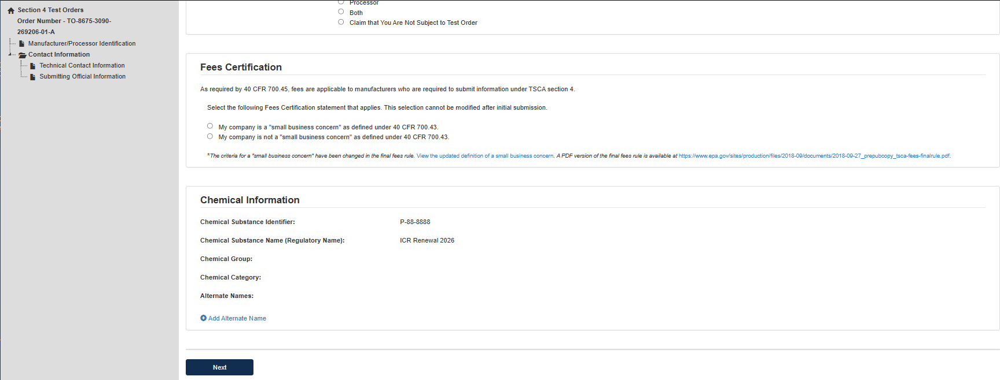 Section 4 Test Orders
Order Number - TO-8675-3090-
269206-01-A
Manufacturer/Processor Identification
Contact Information
Technical Contact Information
Submitting Official Information
Processor
Both
Claim that You Are Not Subject to Test Order
Fees Certification
As required by 40 CFR 700.45, fees are applicable to manufacturers who are required to submit information under TSCA section 4.
Select the following Fees Certification statement that applies. This selection cannot be modified after initial submission.
My company is a "small business concern" as defined under 40 CFR 700.43.
My company is not a "small business concern" as defined under 40 CFR 700.43.
*The criteria for a "small business concern" have been changed in the final fees rule. View the updated definition of a small business concern. A PDF version of the final fees rule is available at https://www.epa.gov/sites/production/files/2018-09/documents/2018-09-27_prepubcopy_tsca-fees-finalrule.pdf.
Chemical Information
Chemical Substance Identifier: P-88-8888
Chemical Substance Name (Regulatory Name): ICR Renewal 2026
Chemical Group:
Chemical Category:
Alternate Names:
Add Alternate Name
Next